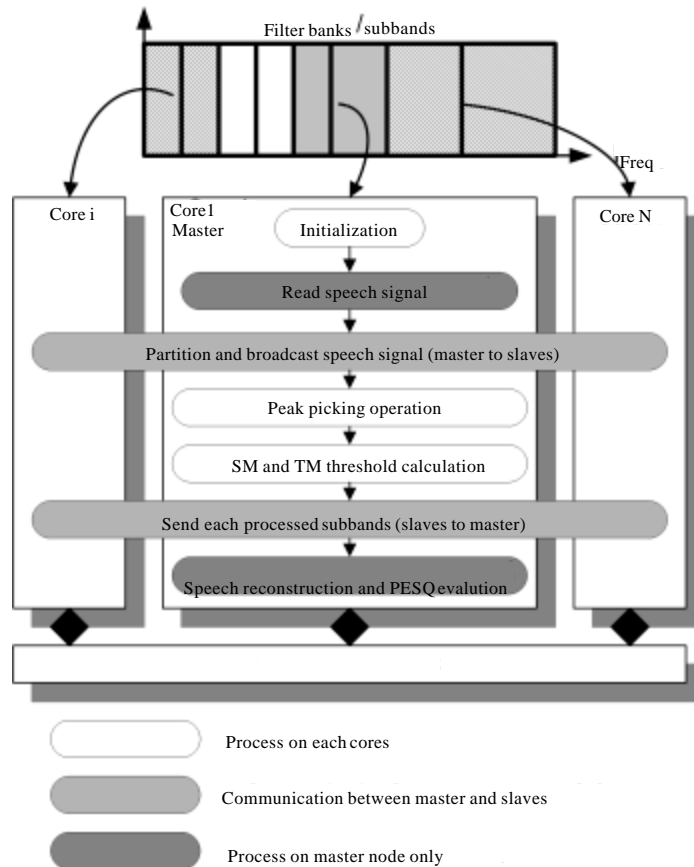 Filter banks / subbands
Freq
Core i
Core1
Master
Core N
Initialization
Read speech signal
Partition and broadcast speech signal (master to slaves)
Peak picking operation
SM and TM threshold calculation
Send each processed subbands (slaves to master)
Speech reconstruction and PESQ evalution
Process on each cores
Communication between master and slaves
Process on master node only